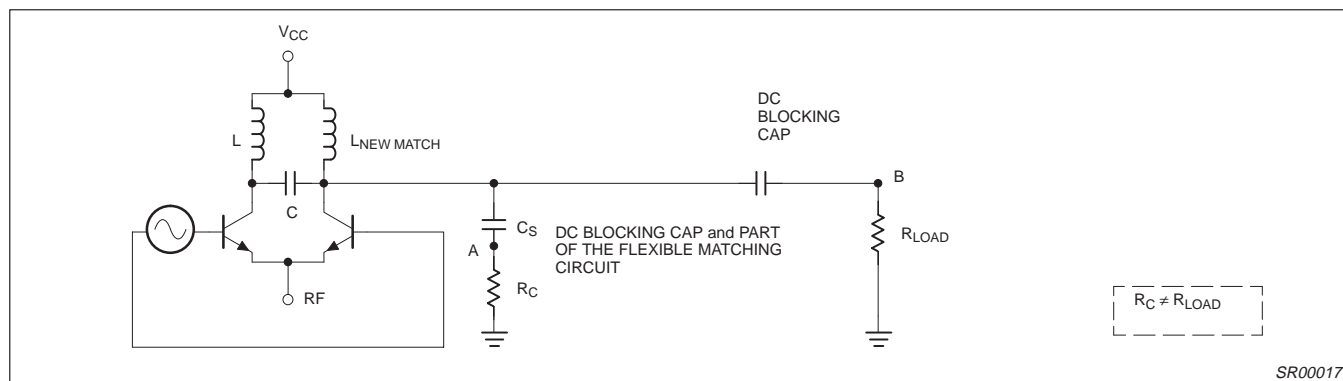 VCC
L
LNEW MATCH
C
RF
CS
A
RC
DC BLOCKING CAP and PART
OF THE FLEXIBLE MATCHING
CIRCUIT
DC
BLOCKING
CAP
B
RLOAD
RC ≠ RLOAD
SR00017